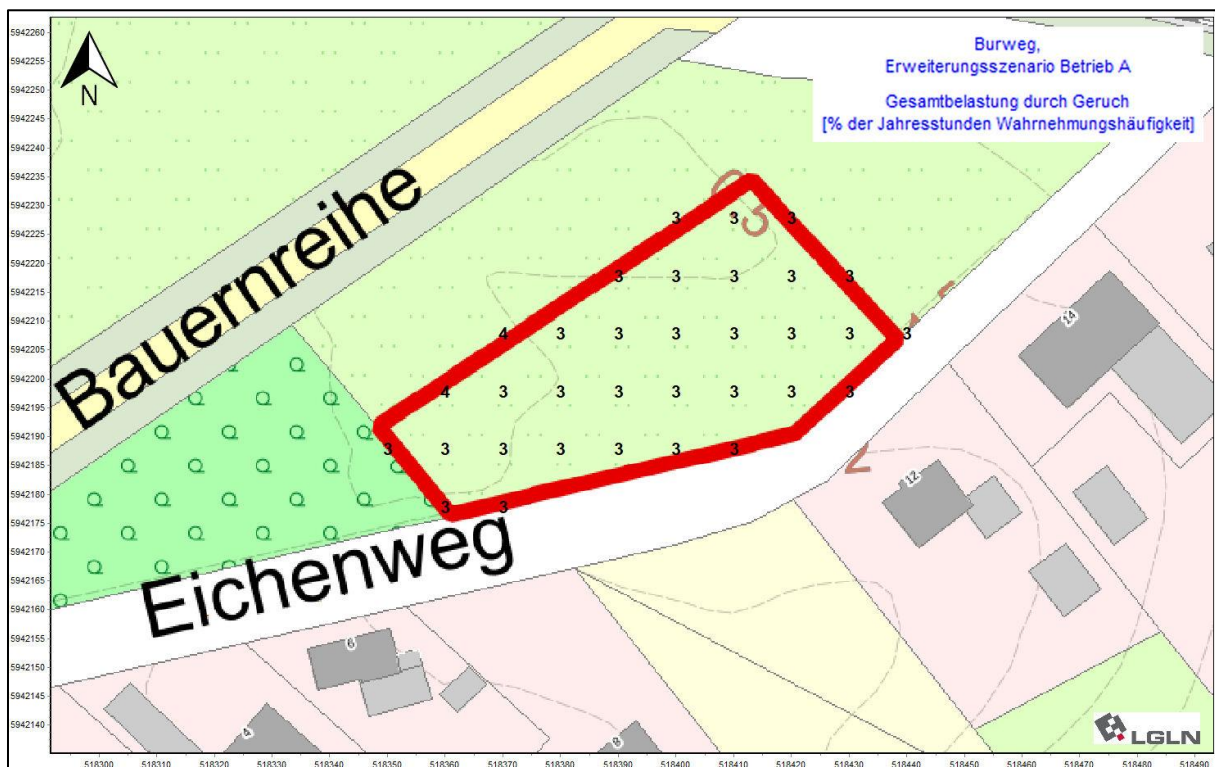 Burweg,
Erweiterungsszenario Betrieb A
Gesamtbelastung durch Geruch
[% der Jahresstunden Wahrnehmungshäufigkeit]
N
Bauernreihe
Eichenweg
3 3 3
3 3 3 3 3
4 3 3 3 3 3 3 3
4 3 3 3 3 3 3 3
3 3 3 3 3 3 3
3 3
14
12
6
4
8
LGLN
5942260
5942255
5942250
5942245
5942240
5942235
5942230
5942225
5942220
5942215
5942210
5942205
5942200
5942195
5942190
5942185
5942180
5942175
5942170
5942165
5942160
5942155
5942150
5942145
5942140
518300 518310 518320 518330 518340 518350 518360 518370 518380 518390 518400 518410 518420 518430 518440 518450 518460 518470 518480 518490